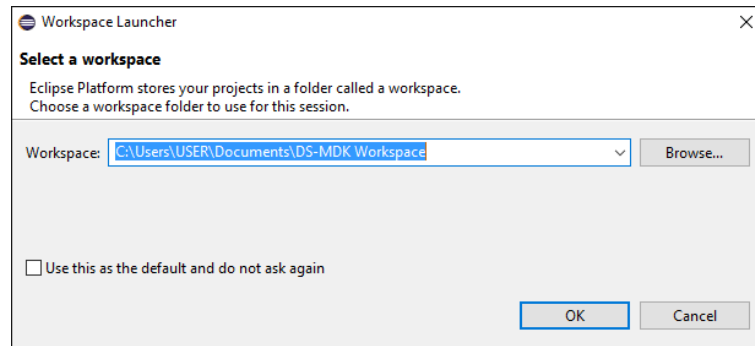 Workspace Launcher
Select a workspace
Eclipse Platform stores your projects in a folder called a workspace.
Choose a workspace folder to use for this session.
Workspace: C:\Users\USER\Documents\DS-MDK Workspace Browse...
Use this as the default and do not ask again
OK Cancel